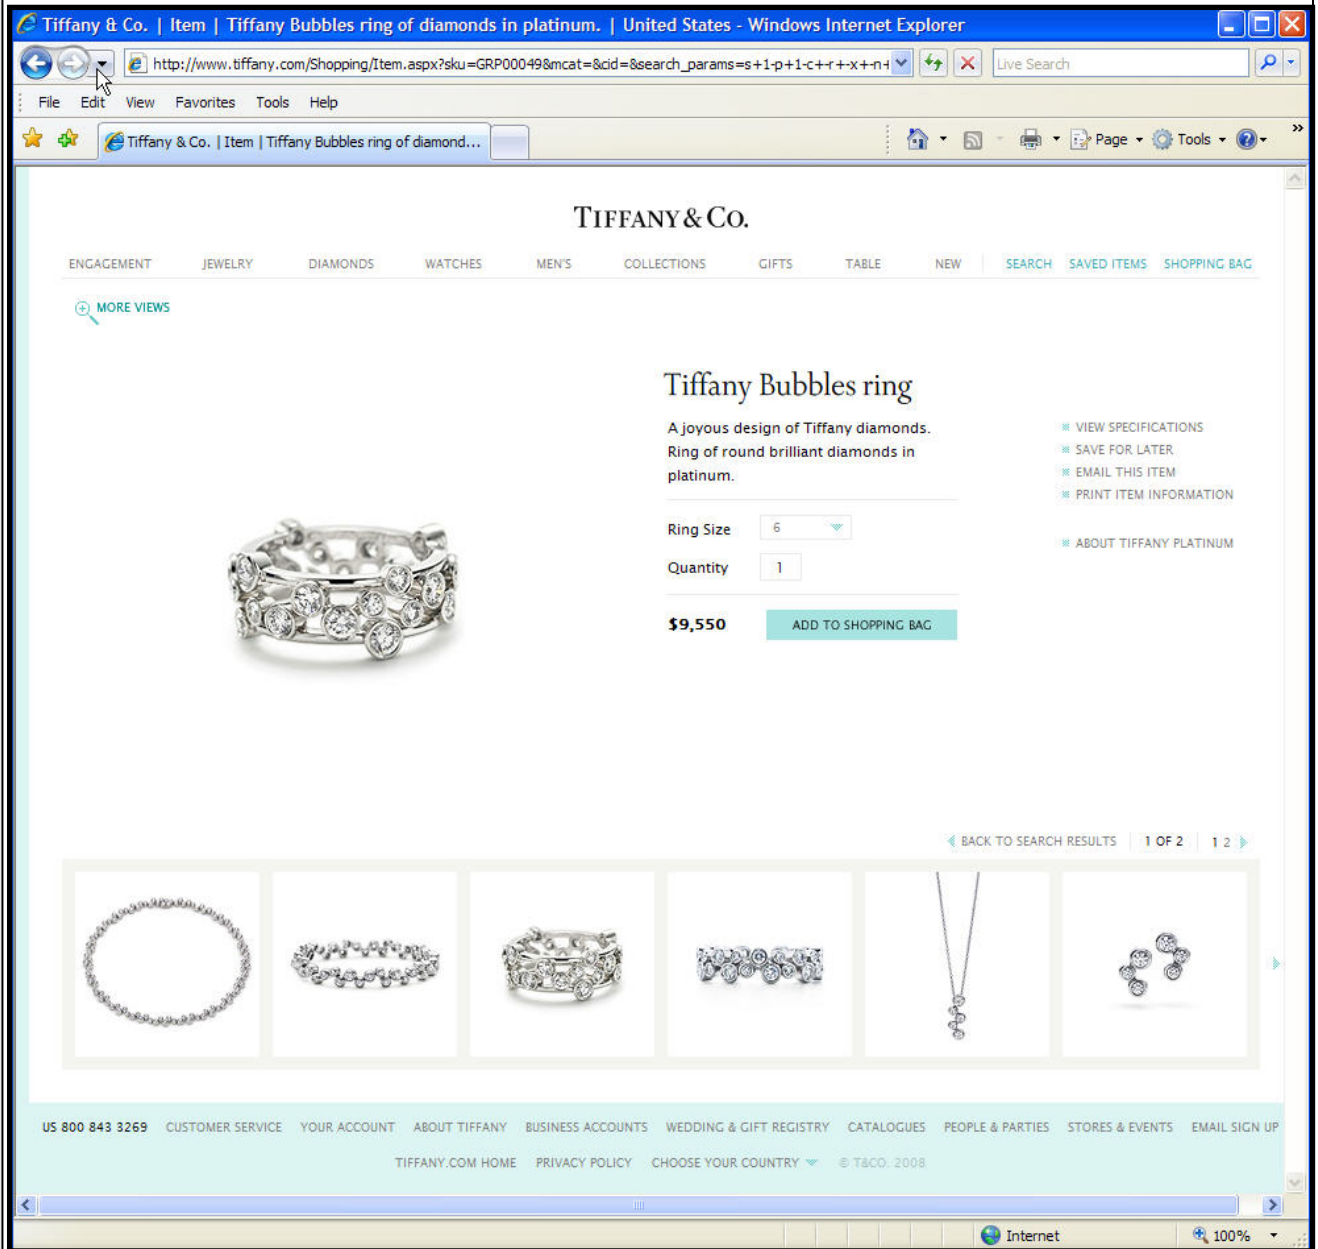 Tiffany & Co. | Item | Tiffany Bubbles ring of diamonds in platinum. | United States - Windows Internet Explorer
http://www.tiffany.com/Shopping/Item.aspx?sku=GRP00049&mcat=&cid=&search_params=s+1-p+1-c+-r+-x+-n+ Live Search
File Edit View Favorites Tools Help
Tiffany & Co. | Item | Tiffany Bubbles ring of diamond... Page Tools »
TIFFANY & CO.
ENGAGEMENT JEWELRY DIAMONDS WATCHES MEN'S COLLECTIONS GIFTS TABLE NEW SEARCH SAVED ITEMS SHOPPING BAG
MORE VIEWS
Tiffany Bubbles ring
A joyous design of Tiffany diamonds.
Ring of round brilliant diamonds in
platinum.
VIEW SPECIFICATIONS
SAVE FOR LATER
EMAIL THIS ITEM
PRINT ITEM INFORMATION
ABOUT TIFFANY PLATINUM
Ring Size 6
Quantity 1
$9,550 ADD TO SHOPPING BAG
BACK TO SEARCH RESULTS 1 OF 2 1 2
US 800 843 3269 CUSTOMER SERVICE YOUR ACCOUNT ABOUT TIFFANY BUSINESS ACCOUNTS WEDDING & GIFT REGISTRY CATALOGUES PEOPLE & PARTIES STORES & EVENTS EMAIL SIGN UP
TIFFANY.COM HOME PRIVACY POLICY CHOOSE YOUR COUNTRY © T&CO. 2008
Internet 100%